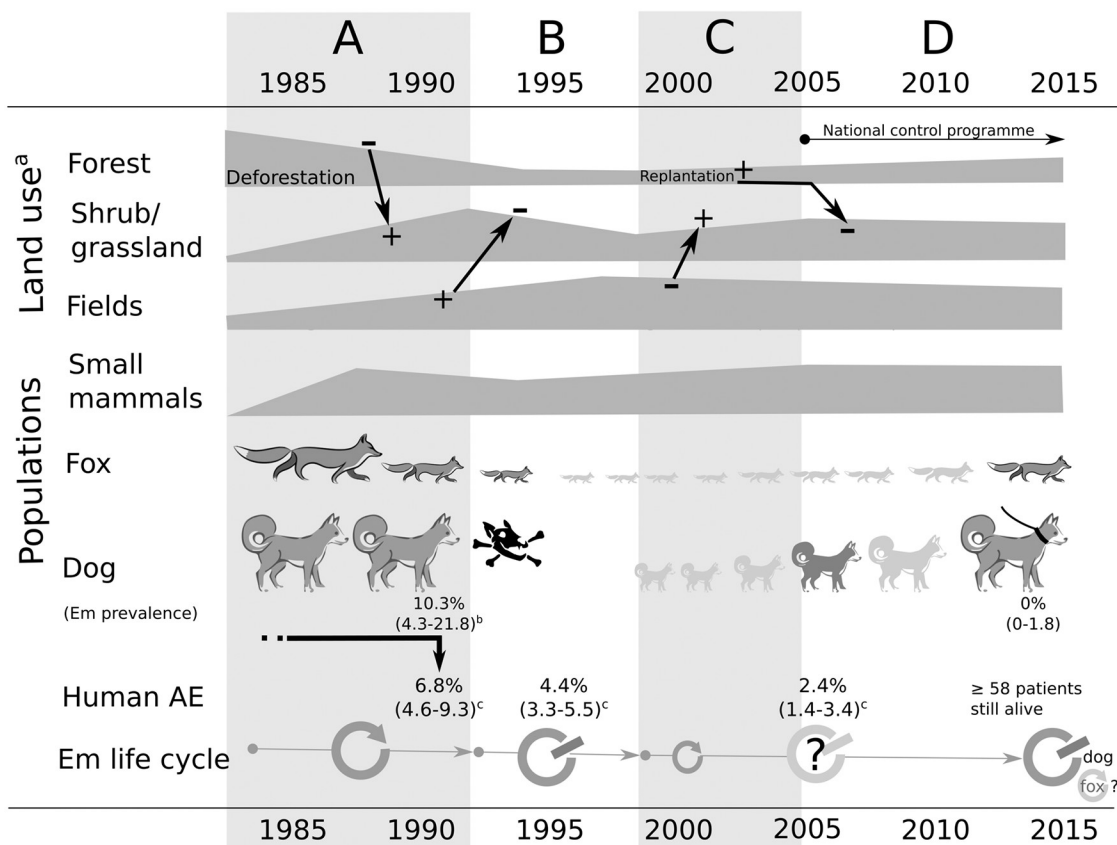 A B C D
1985 1990 1995 2000 2005 2010 2015
National control programme
Land useᵃ
Forest
Deforestation
Replantation
- + 
Shrub/
grassland
+ - + -
Fields
+ -
Populations
Small
mammals
Fox
Dog
(Em prevalence)
10.3%
(4.3-21.8)ᵇ
0%
(0-1.8)
Human AE
6.8%
(4.6-9.3)ᶜ
4.4%
(3.3-5.5)ᶜ
2.4%
(1.4-3.4)ᶜ
≥ 58 patients
still alive
Em life cycle
?
dog
fox ?
1985 1990 1995 2000 2005 2010 2015